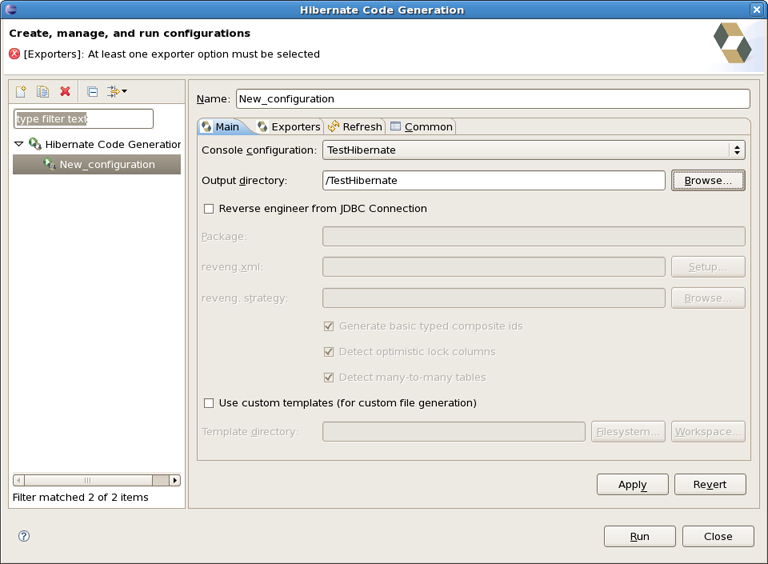 Hibernate Code Generation
Create, manage, and run configurations
[Exporters]: At least one exporter option must be selected
type filter text
Hibernate Code Generation
New_configuration
Filter matched 2 of 2 items
Name: New_configuration
Main Exporters Refresh Common
Console configuration: TestHibernate
Output directory: /TestHibernate Browse...
Reverse engineer from JDBC Connection
Package:
reveng.xml: Setup...
reveng. strategy: Browse...
Generate basic typed composite ids
Detect optimistic lock columns
Detect many-to-many tables
Use custom templates (for custom file generation)
Template directory: Filesystem... Workspace...
Apply Revert
Run Close